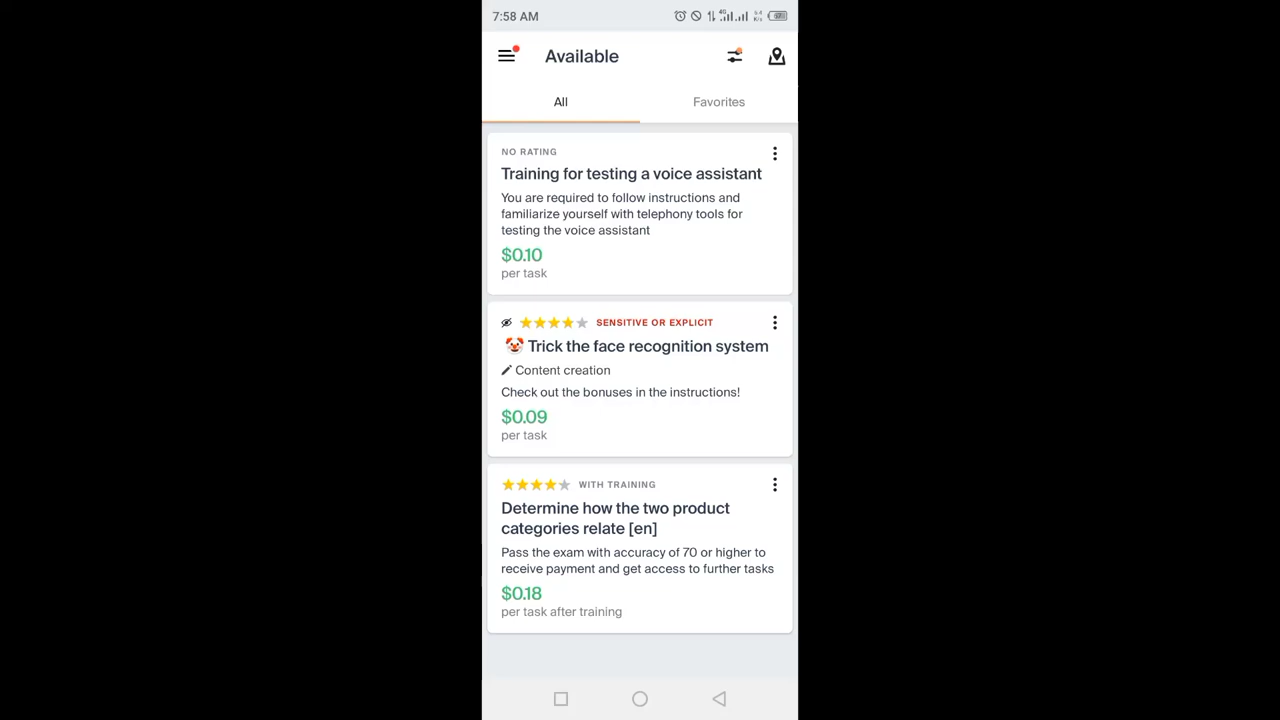 7:58 AM
4G
Available
All
Favorites
NO RATING
Training for testing a voice assistant
You are required to follow instructions and
familiarize yourself with telephony tools for
testing the voice assistant
$0.10
per task
SENSITIVE OR EXPLICIT
Trick the face recognition system
Content creation
Check out the bonuses in the instructions!
$0.09
per task
WITH TRAINING
Determine how the two product
categories relate [en]
Pass the exam with accuracy of 70 or higher to
receive payment and get access to further tasks
$0.18
per task after training